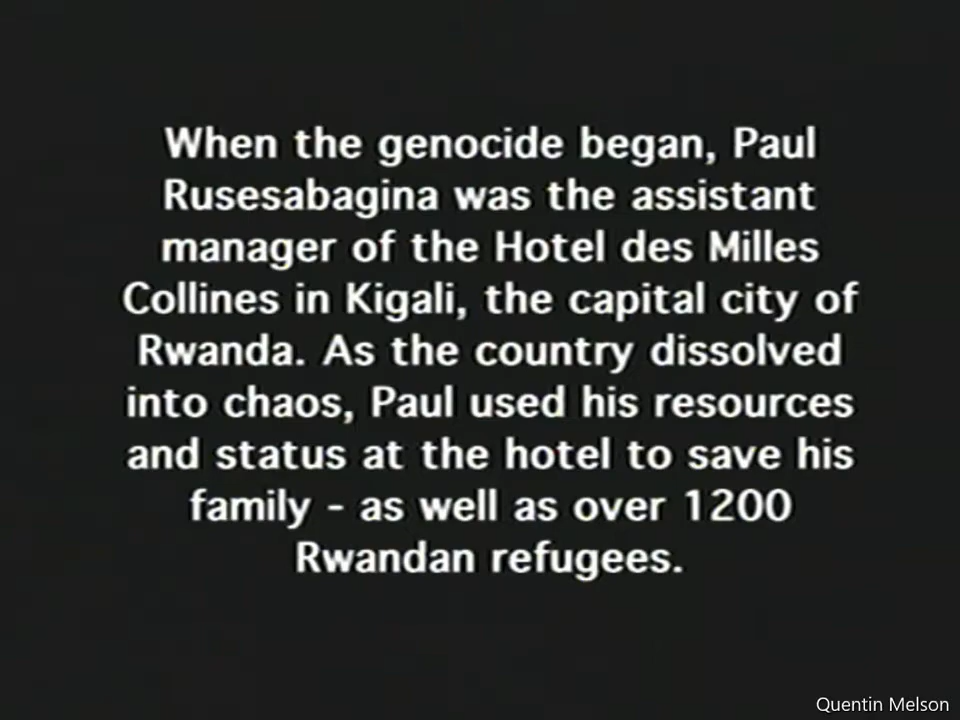 When the genocide began, Paul
Rusesabagina was the assistant
manager of the Hotel des Milles
Collines in Kigali, the capital city of
Rwanda. As the country dissolved
into chaos, Paul used his resources
and status at the hotel to save his
family - as well as over 1200
Rwandan refugees.
Quentin Melson